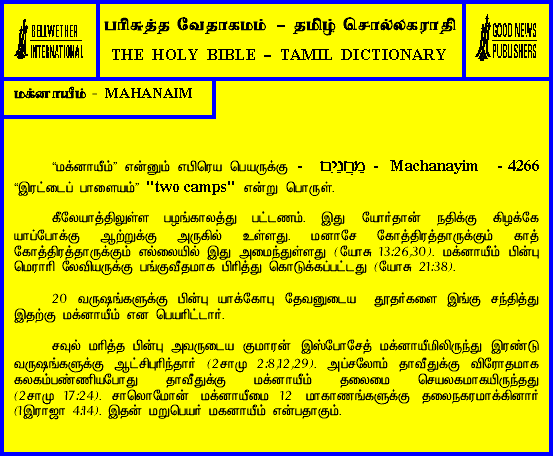 BELLWETHER
INTERNATIONAL
பரிசுத்த வேதாகமம் – தமிழ் சொல்லகராதி
THE HOLY BIBLE – TAMIL DICTIONARY
GOOD NEWS
PUBLISHERS
மக்னாயீம் - MAHANAIM
“மக்னாயீம்” என்னும் எபிரெய பெயருக்கு - מחנים - Machanayim - 4266
“இரட்டைப் பாளையம்” "two camps" என்று பொருள்.
கீலேயாத்திலுள்ள பழங்காலத்து பட்டணம். இது யோர்தான் நதிக்கு கிழக்கே
யாப்போக்கு ஆற்றுக்கு அருகில் உள்ளது. மனாசே கோத்திரத்தாருக்கும் காத்
கோத்திரத்தாருக்கும் எல்லையில் இது அமைந்துள்ளது (யோசு 13:26,30). மக்னாயீம் பின்பு
மெராரி லேவியருக்கு பங்குவீதமாக பிரித்து கொடுக்கப்பட்டது (யோசு 21:38).
20 வருஷங்களுக்கு பின்பு யாக்கோபு தேவனுடைய தூதர்களை இங்கு சந்தித்து
இதற்கு மக்னாயீம் என பெயரிட்டார்.
சவுல் மரித்த பின்பு அவருடைய குமாரன் இஸ்போசேத் மக்னாயீமிலிருந்து இரண்டு
வருஷங்களுக்கு ஆட்சிபுரிந்தார் (2சாமு 2:8,12,29). அப்சலோம் தாவீதுக்கு விரோதமாக
கலகம்பண்ணியபோது தாவீதுக்கு மக்னாயீம் தலைமை செயலகமாகயிருந்தது
(2சாமு 17:24). சாலொமோன் மக்னாயீமை 12 மாகாணங்களுக்கு தலைநகரமாக்கினார்
(1இராஜா 4:14). இதன் மறுபெயர் மகனாயீம் என்பதாகும்.